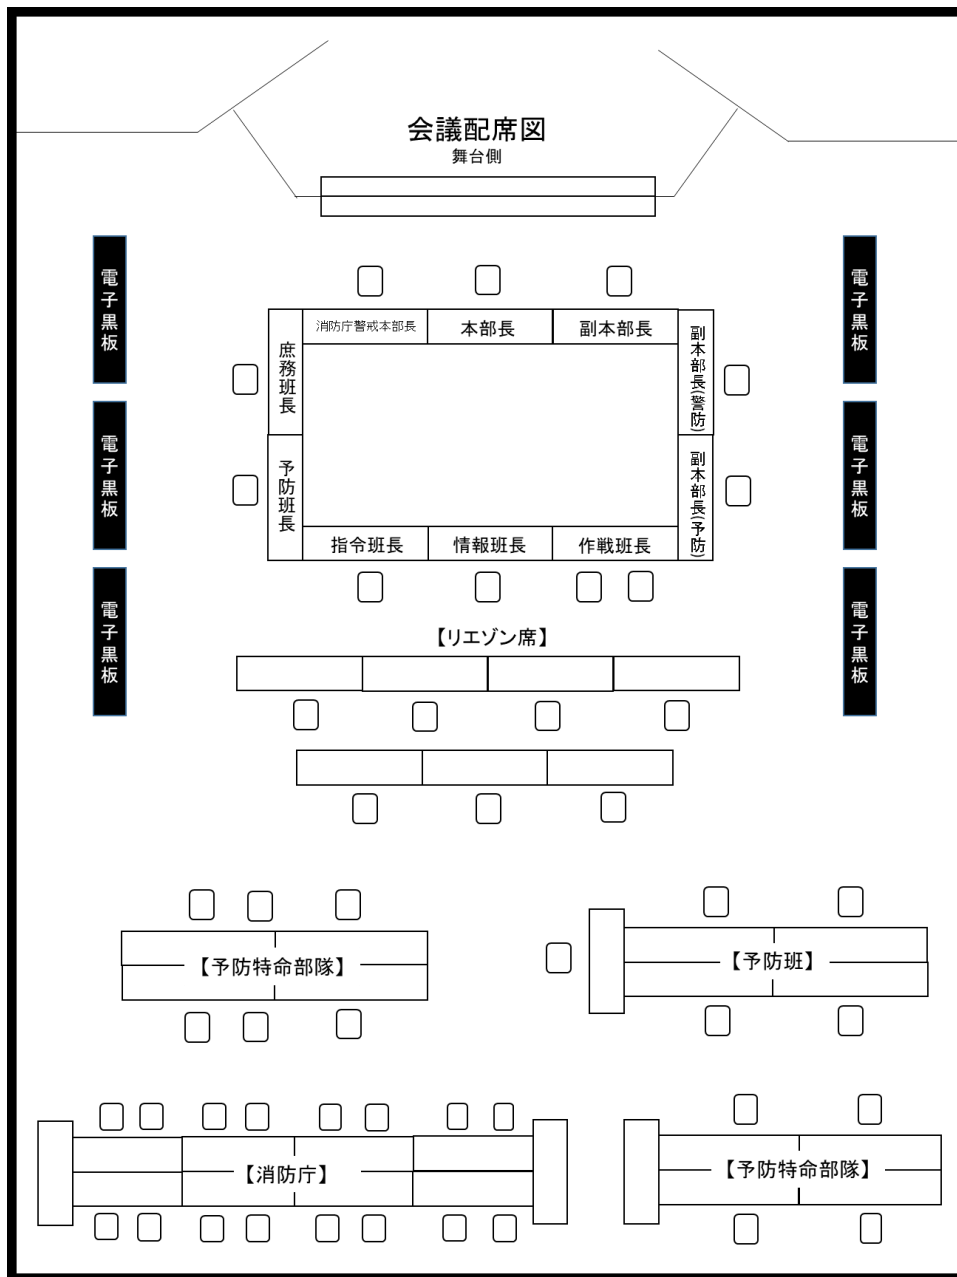 会議配席図
舞台側
電子黒板
電子黒板
電子黒板
電子黒板
電子黒板
電子黒板
消防庁警戒本部長
本部長
副本部長
庶務班長
予防班長
副本部長(警防)
副本部長(予防)
指令班長
情報班長
作戦班長
【リエゾン席】
【予防特命部隊】
【予防班】
【消防庁】
【予防特命部隊】